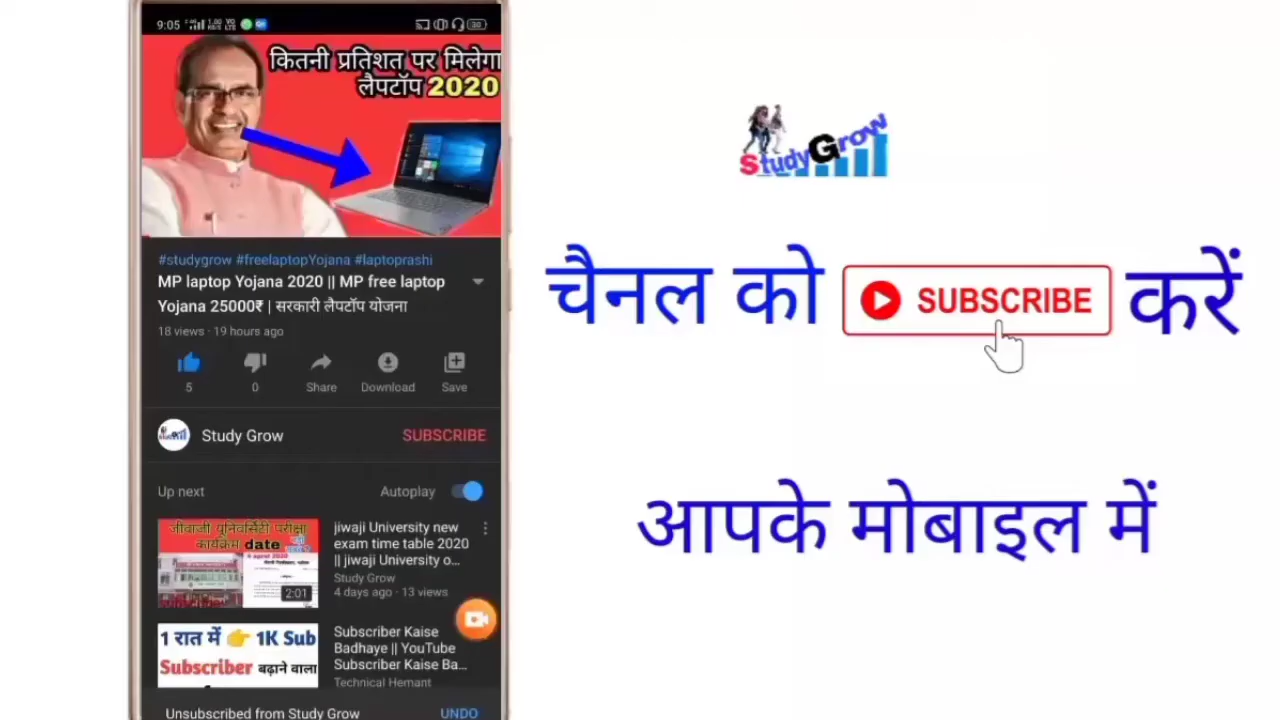 9:05
कितनी प्रतिशत पर मिलेगा
लैपटॉप 2020
#studygrow #freelaptopYojana #laptoprashi
MP laptop Yojana 2020 || MP free laptop
Yojana 25000₹ | सरकारी लैपटॉप योजना
18 views · 19 hours ago
5
0
Share
Download
Save
Study Grow
SUBSCRIBE
Up next
Autoplay
जीवाजी यूनिवर्सिटी परीक्षा
कार्यक्रम date
2:01
jiwaji University new
exam time table 2020
|| jiwaji University o...
Study Grow
4 days ago · 13 views
1 रात में 👉 1K Sub
Subscriber बढ़ाने वाला
Subscriber Kaise
Badhaye || YouTube
Subscriber Kaise Ba...
Technical Hemant
Unsubscribed from Study Grow
UNDO
StudyGrow
चैनल को SUBSCRIBE करें
आपके मोबाइल में